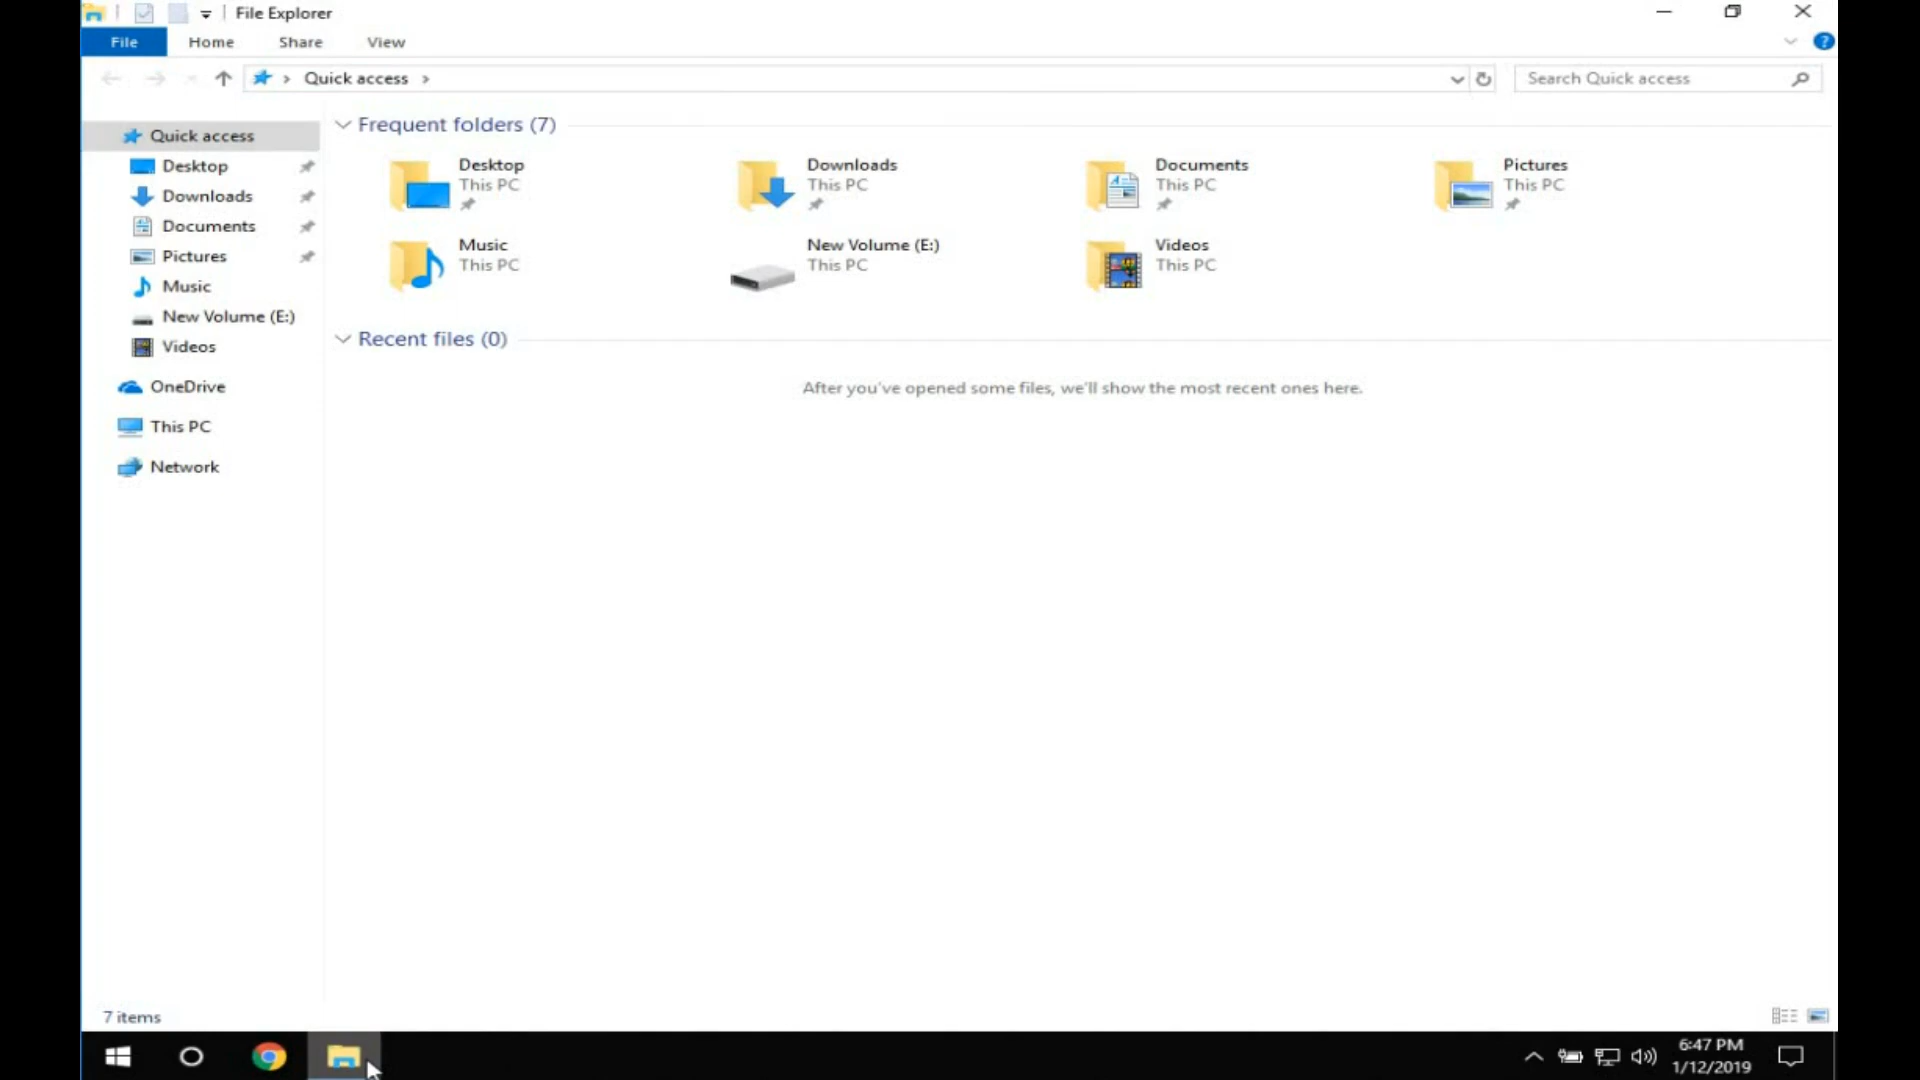 File Explorer
File Home Share View
Quick access
Search Quick access
Quick access
Desktop
Downloads
Documents
Pictures
Music
New Volume (E:)
Videos
OneDrive
This PC
Network
Frequent folders (7)
Desktop
This PC
Downloads
This PC
Documents
This PC
Pictures
This PC
Music
This PC
New Volume (E:)
This PC
Videos
This PC
Recent files (0)
After you've opened some files, we'll show the most recent ones here.
7 items
6:47 PM
1/12/2019